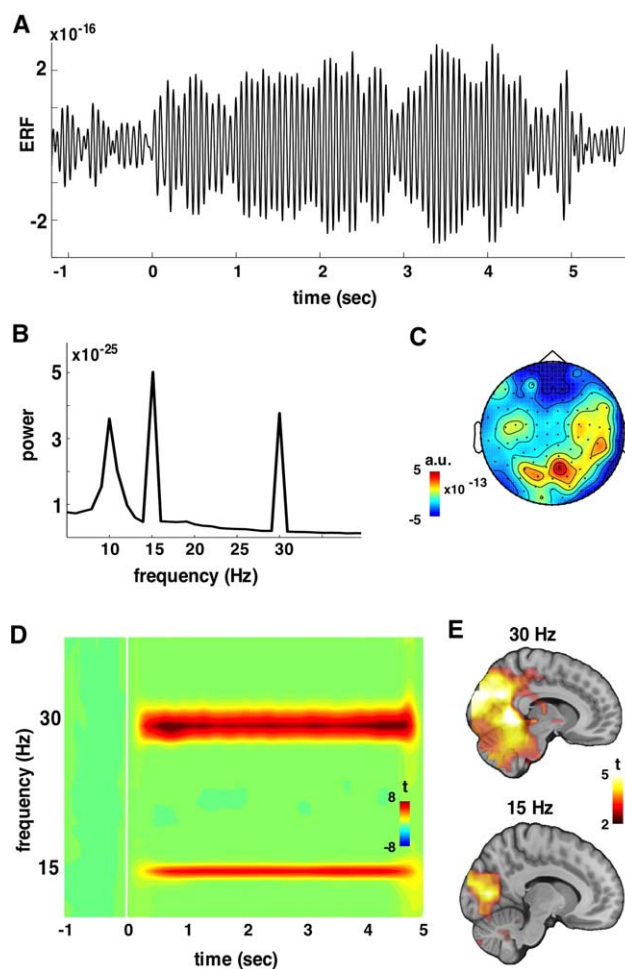 A
x10-16
2
ERF
-2
-1 0 1 2 3 4 5
time (sec)
B
x10-25
5
power
3
1
10 15 20 25 30
frequency (Hz)
C
a.u.
5
x10 -13
-5
D
30
frequency (Hz)
t
8
-8
15
-1 0 1 2 3 4 5
time (sec)
E
30 Hz
5 t
2
15 Hz